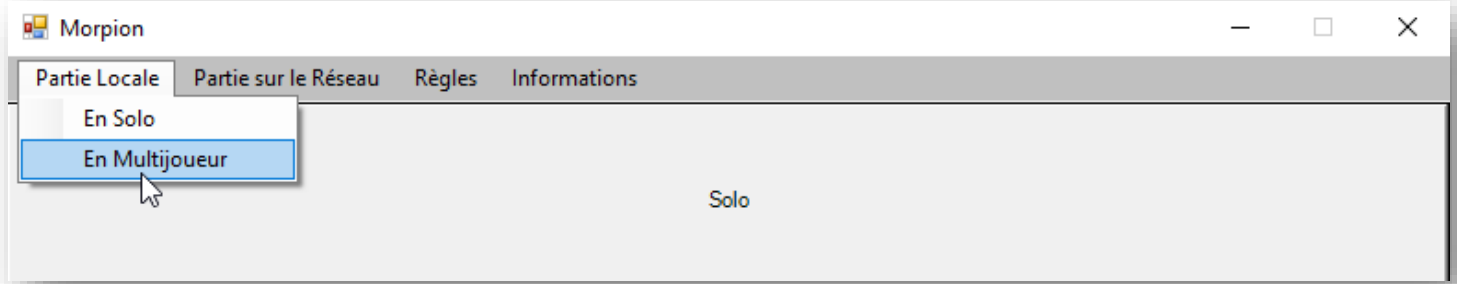 Morpion
Partie Locale Partie sur le Réseau Règles Informations
En Solo
En Multijoueur
Solo